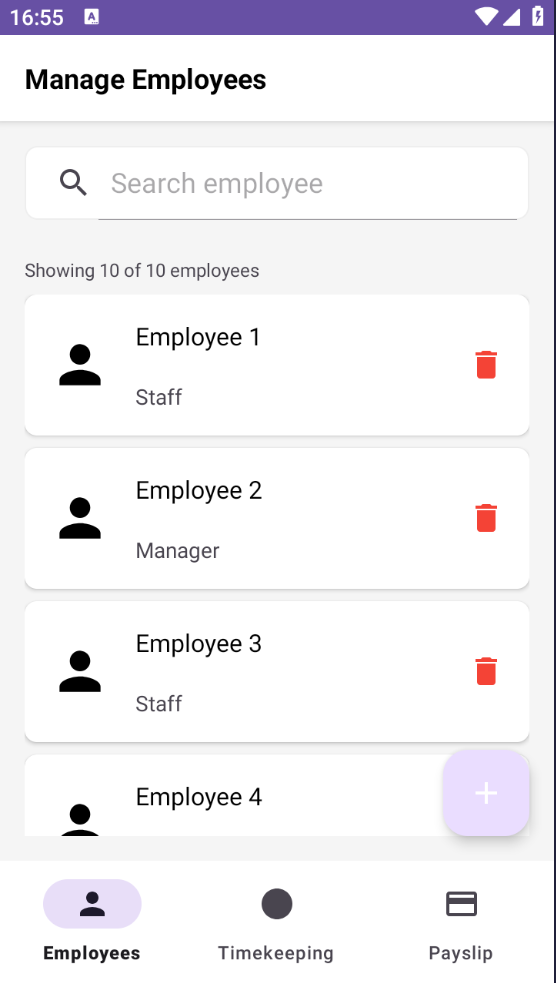 16:55
A
Manage Employees
Search employee
Showing 10 of 10 employees
Employee 1
Staff
Employee 2
Manager
Employee 3
Staff
Employee 4
Employees
Timekeeping
Payslip